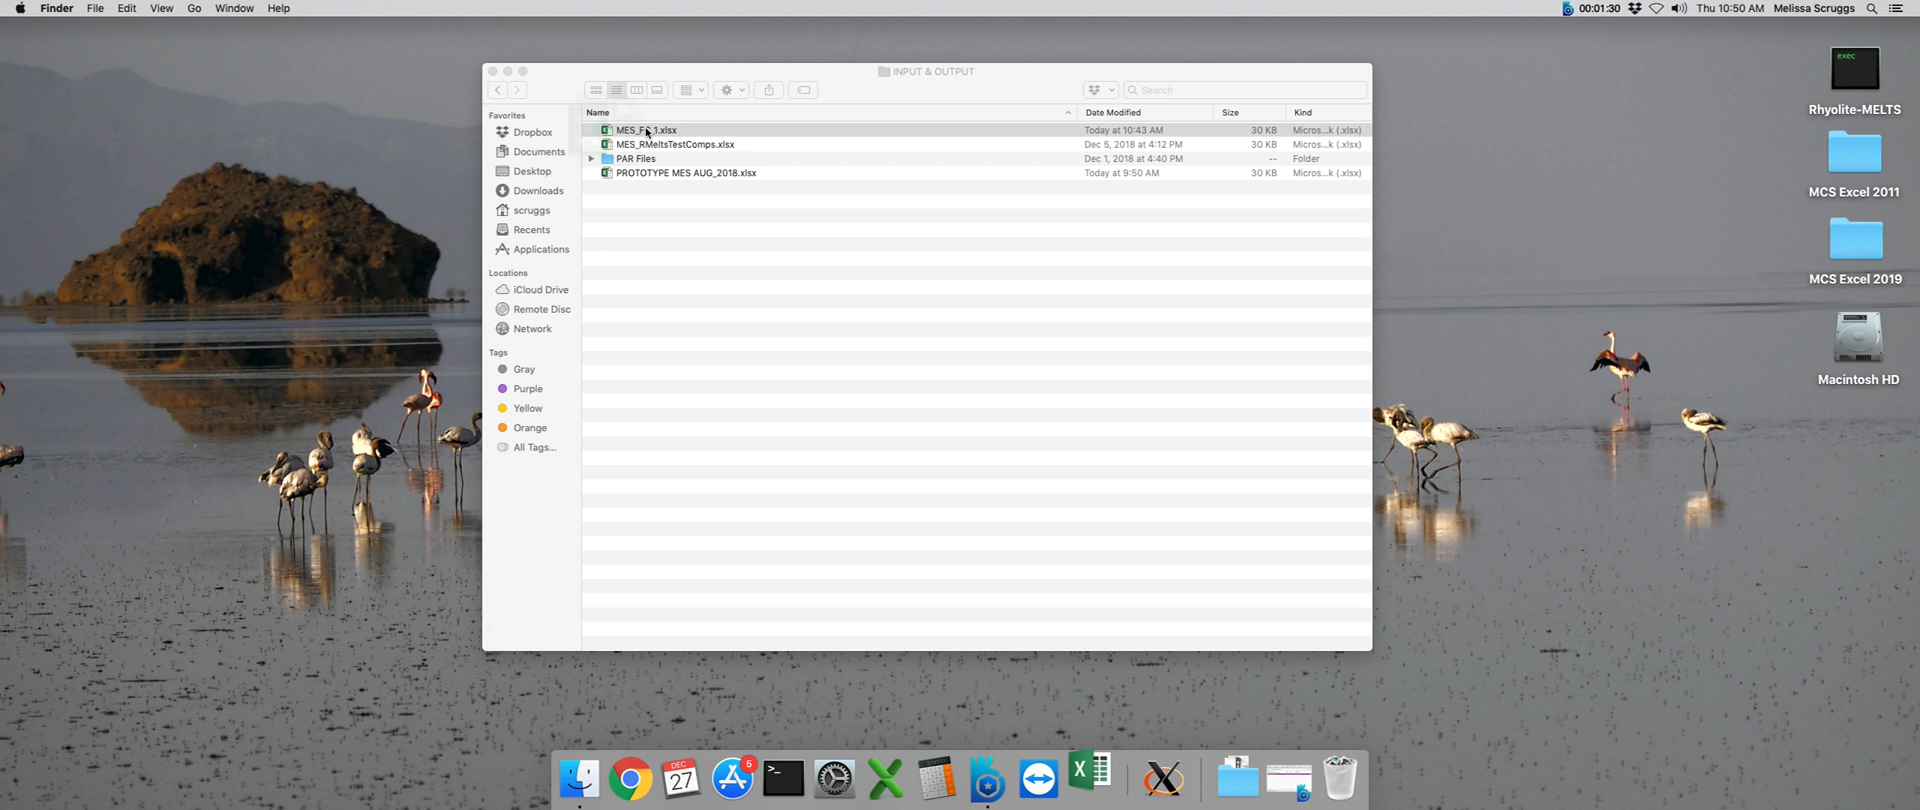 Finder File Edit View Go Window Help 00:01:30 Thu 10:50 AM Melissa Scruggs
INPUT & OUTPUT
Search
Name Date Modified Size Kind
MES_F 1.xlsx Today at 10:43 AM 30 KB Micros...k (.xlsx)
MES_RMeltsTestComps.xlsx Dec 5, 2018 at 4:12 PM 30 KB Micros...k (.xlsx)
PAR Files Dec 1, 2018 at 4:40 PM -- Folder
PROTOTYPE MES AUG_2018.xlsx Today at 9:50 AM 30 KB Micros...k (.xlsx)
Favorites
Dropbox
Documents
Desktop
Downloads
scruggs
Recents
Applications
Locations
iCloud Drive
Remote Disc
Network
Tags
Gray
Purple
Yellow
Orange
All Tags...
exec
Rhyolite-MELTS
MCS Excel 2011
MCS Excel 2019
Macintosh HD
DEC
27
5
>_